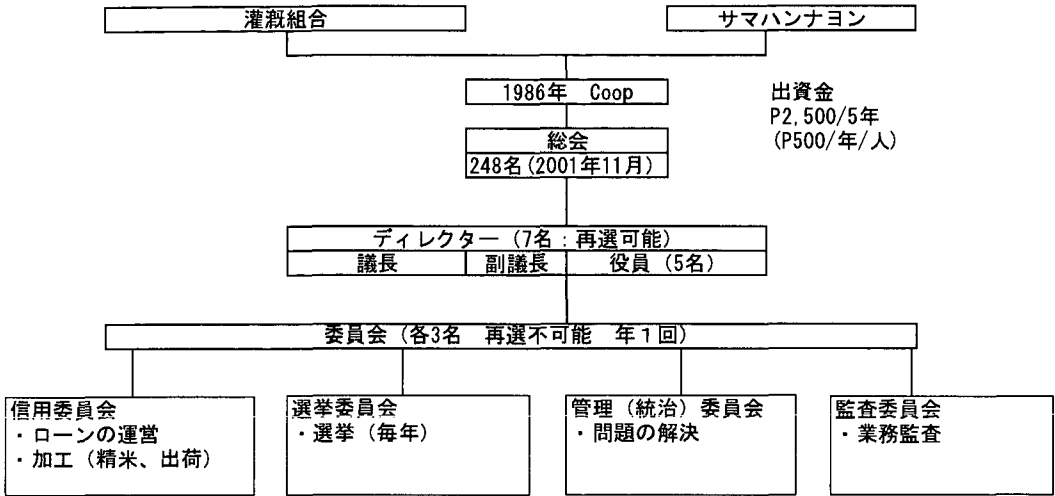 灌漑組合
サマハンナヨン
1986年 Coop
出資金
P2,500/5年
(P500/年/人)
総会
248名(2001年11月)
ディレクター（7名：再選可能）
議長 副議長 役員（5名）
委員会（各3名 再選不可能 年１回）
信用委員会
・ローンの運営
・加工（精米、出荷）
選挙委員会
・選挙（毎年）
管理（統治）委員会
・問題の解決
監査委員会
・業務監査